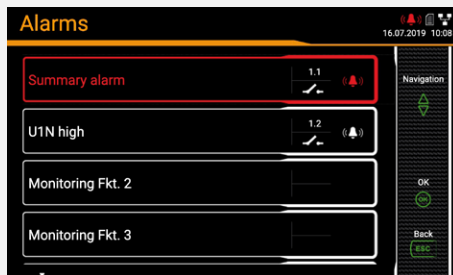 Alarms
16.07.2019 10:08
Summary alarm
1.1
Navigation
U1N high
1.2
Monitoring Fkt. 2
OK
OK
Monitoring Fkt. 3
Back
ESC